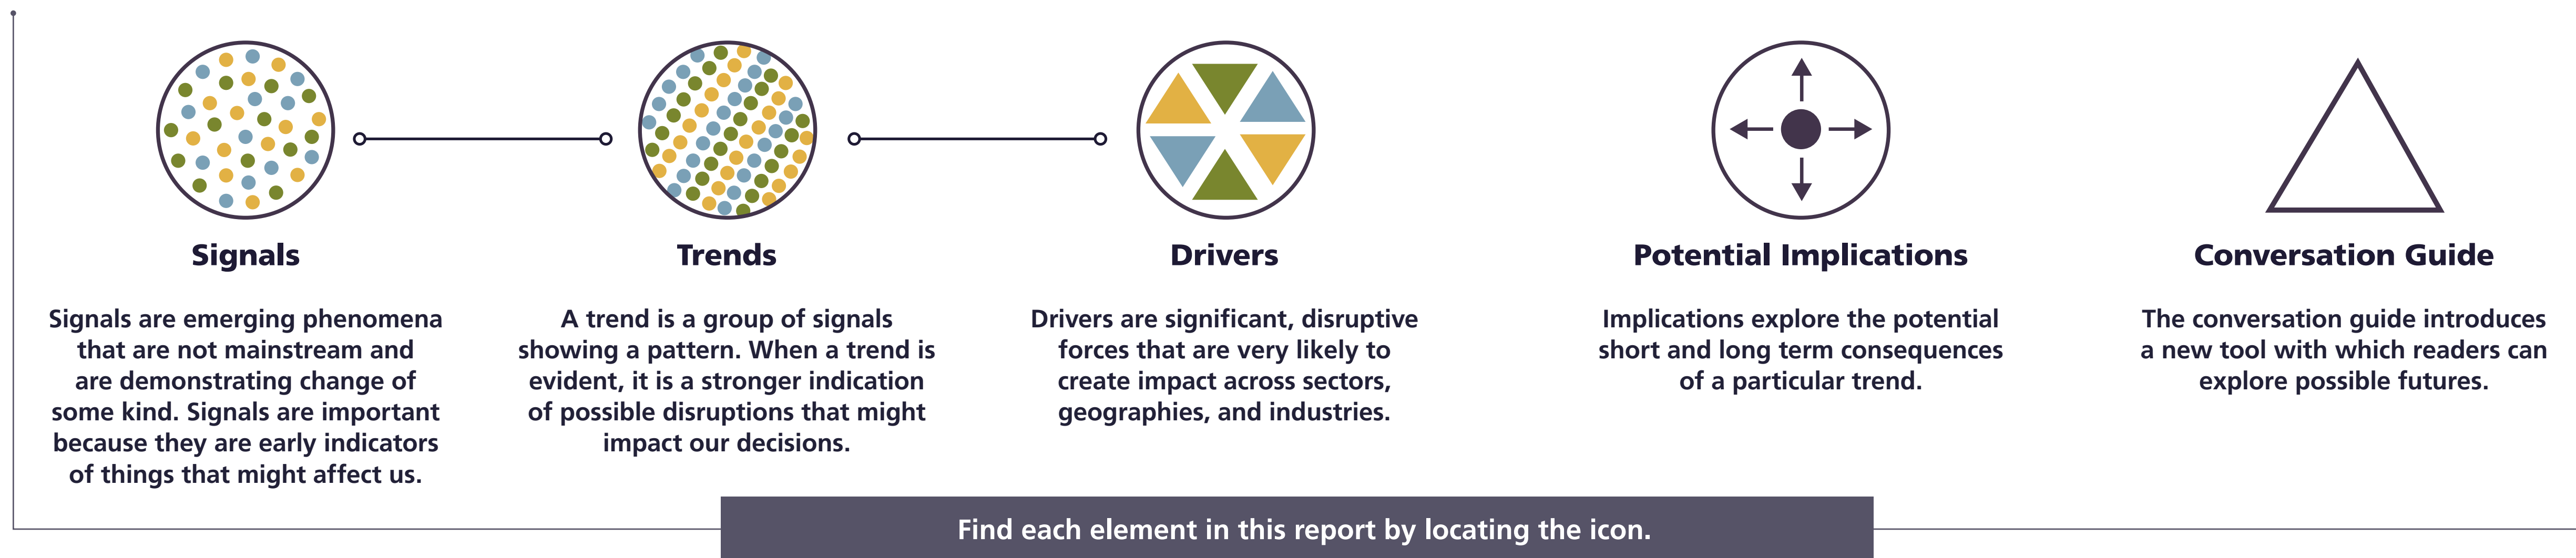 Signals
Signals are emerging phenomena
that are not mainstream and
are demonstrating change of
some kind. Signals are important
because they are early indicators
of things that might affect us.
Trends
A trend is a group of signals
showing a pattern. When a trend is
evident, it is a stronger indication
of possible disruptions that might
impact our decisions.
Drivers
Drivers are significant, disruptive
forces that are very likely to
create impact across sectors,
geographies, and industries.
Potential Implications
Implications explore the potential
short and long term consequences
of a particular trend.
Conversation Guide
The conversation guide introduces
a new tool with which readers can
explore possible futures.
Find each element in this report by locating the icon.